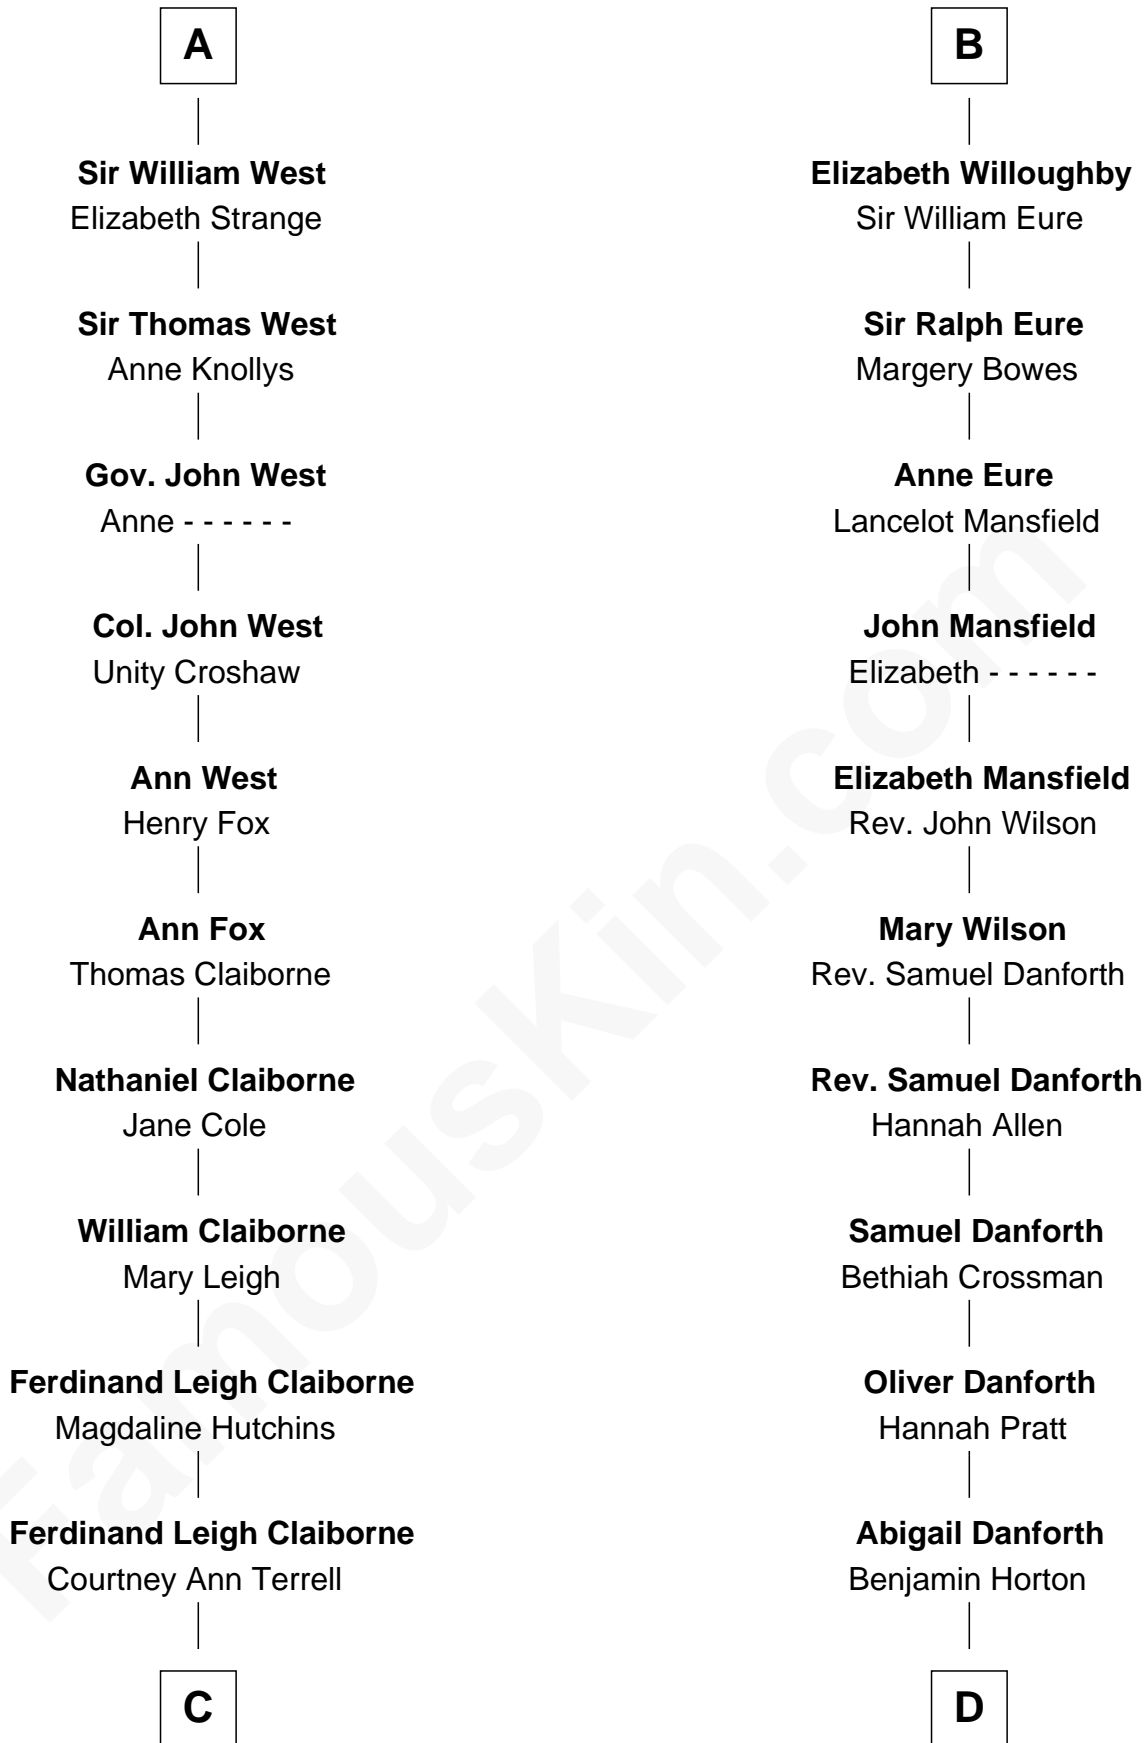 A
Sir William West
Elizabeth Strange
Sir Thomas West
Anne Knollys
Gov. John West
Anne - - - - - -
Col. John West
Unity Croshaw
Ann West
Henry Fox
Ann Fox
Thomas Claiborne
Nathaniel Claiborne
Jane Cole
William Claiborne
Mary Leigh
Ferdinand Leigh Claiborne
Magdaline Hutchins
Ferdinand Leigh Claiborne
Courtney Ann Terrell
C
B
Elizabeth Willoughby
Sir William Eure
Sir Ralph Eure
Margery Bowes
Anne Eure
Lancelot Mansfield
John Mansfield
Elizabeth - - - - - -
Elizabeth Mansfield
Rev. John Wilson
Mary Wilson
Rev. Samuel Danforth
Rev. Samuel Danforth
Hannah Allen
Samuel Danforth
Bethiah Crossman
Oliver Danforth
Hannah Pratt
Abigail Danforth
Benjamin Horton
D
FamousKin.com